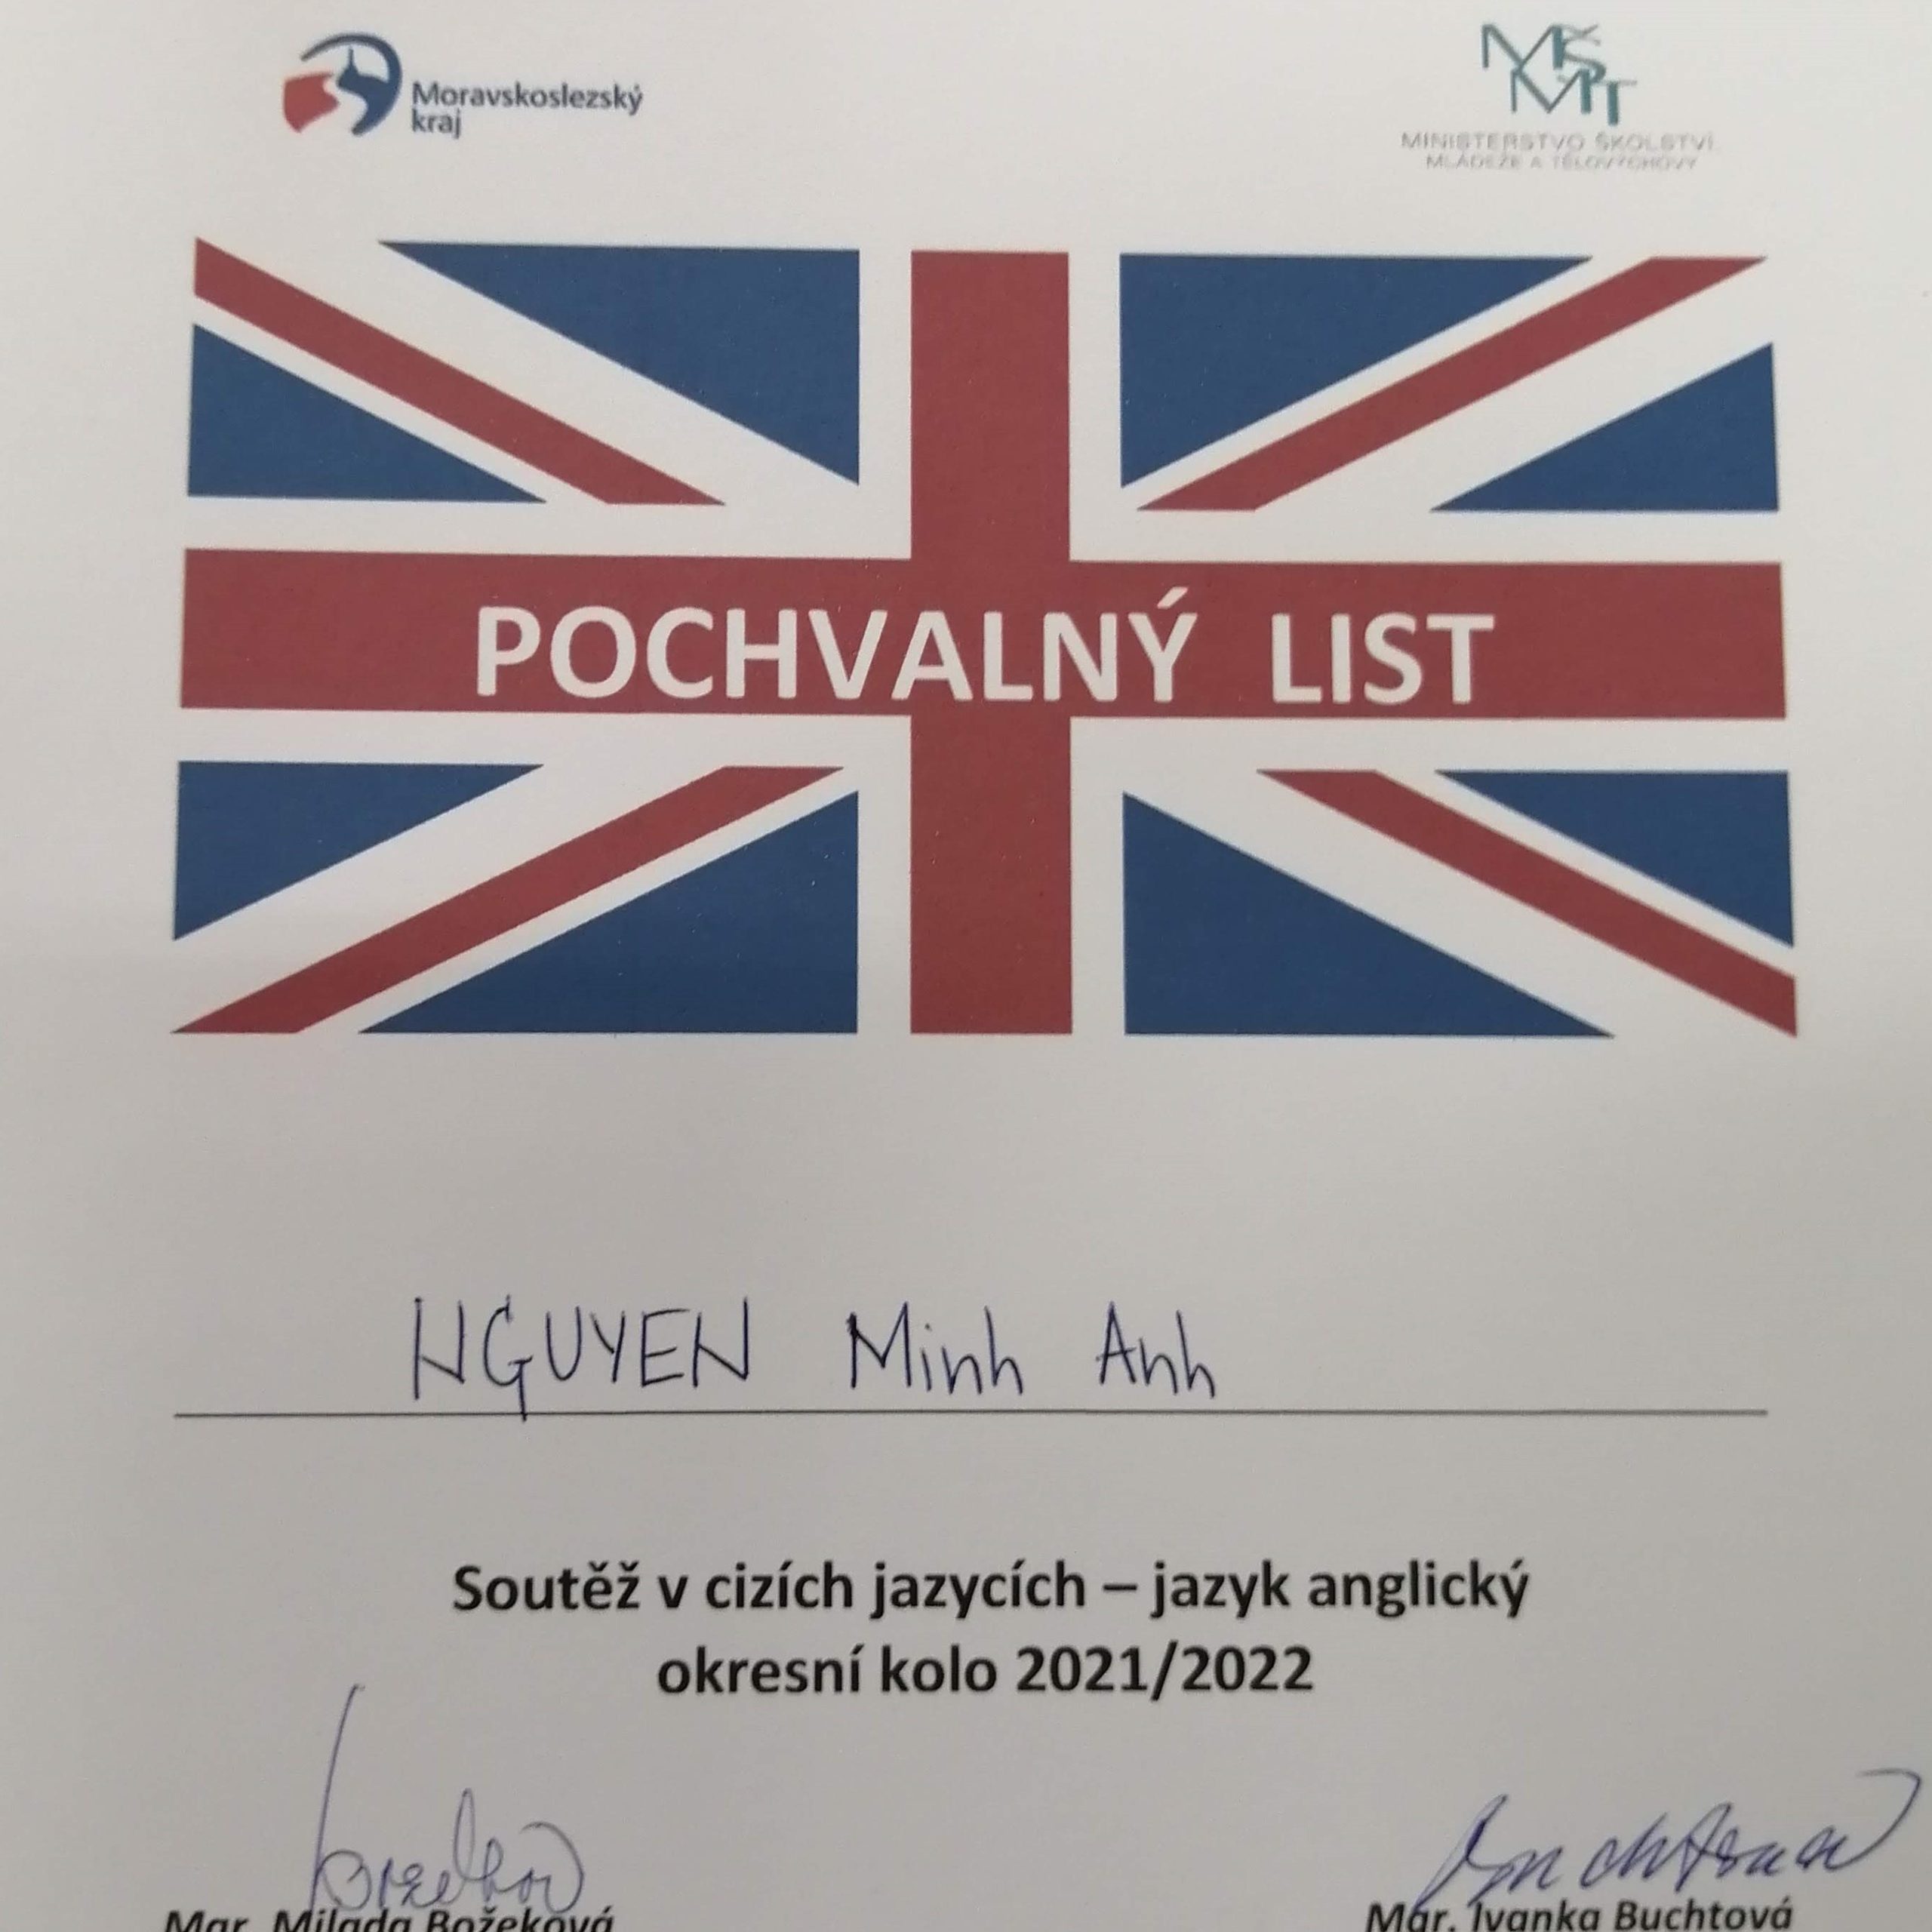 Moravskoslezský
kraj
MŠMT
MINISTERSTVO ŠKOLSTVÍ
MLÁDEŽE A TĚLOVÝCHOVY
POCHVALNÝ LIST
NGUYEN Minh Anh
Soutěž v cizích jazycích – jazyk anglický
okresní kolo 2021/2022
Mgr. Milada Božeková
Mgr. Ivanka Buchtová